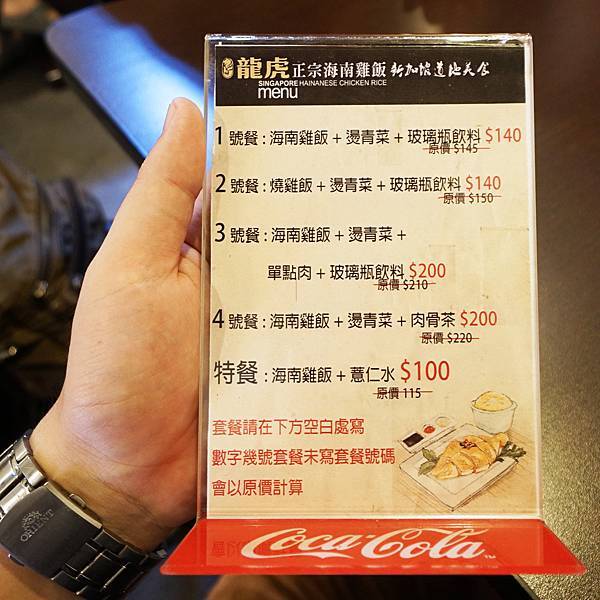 龍虎 正宗海南雞飯 新加坡道地美食
SINGAPORE HAINANESE CHICKEN RICE
menu
1 號餐 : 海南雞飯 + 燙青菜 + 玻璃瓶飲料 $140
原價 $145
2 號餐 : 燒雞飯 + 燙青菜 + 玻璃瓶飲料 $140
原價 $150
3 號餐 : 海南雞飯 + 燙青菜 +
單點肉 + 玻璃瓶飲料 $200
原價 $210
4 號餐 : 海南雞飯 + 燙青菜 + 肉骨茶 $200
原價 $220
特餐 : 海南雞飯 + 薏仁水 $100
原價 115
套餐請在下方空白處寫
數字幾號套餐未寫套餐號碼
會以原價計算
Coca-Cola
ORIENT